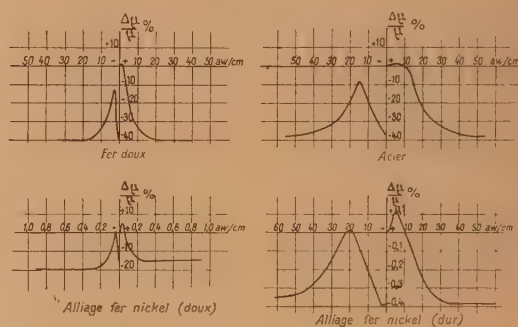 Δμ/μ %
+10
50 40 30 20 10 10 20 30 40 50 aw/cm
-10
-20
-30
-40
Fer doux
Δμ/μ %
+10
60 50 40 30 20 10 10 20 30 40 50 aw/cm
-10
-20
-30
-40
Acier
Δμ/μ %
+10
1,0 0,8 0,6 0,4 0,2 0,2 0,4 0,6 0,8 1,0 aw/cm
-20
Alliage fer nickel (doux)
Δμ/μ %
+0,1
60 50 40 30 20 10 10 20 30 40 50 aw/cm
-0,1
-0,2
-0,3
-0,4
Alliage fer nickel (dur)